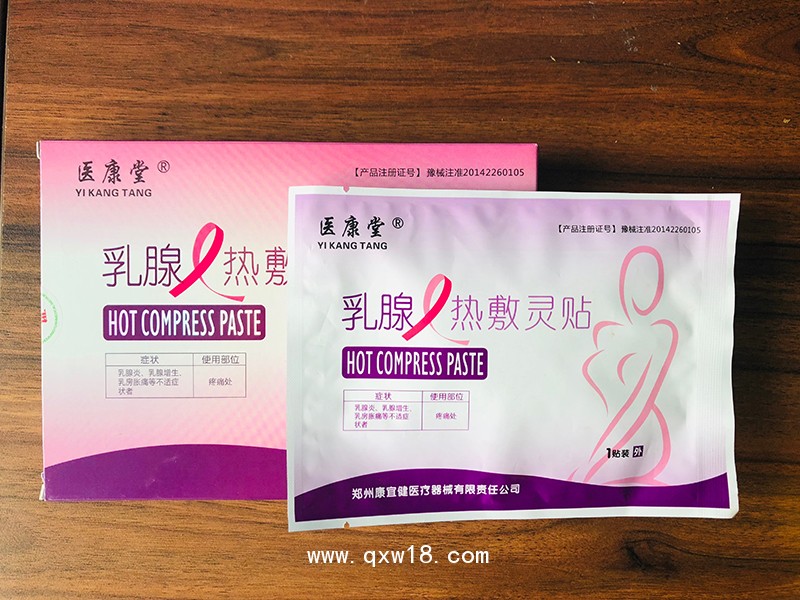 医康堂®
YI KANG TANG
【产品注册证号】 豫械注准20142260105
乳腺 热敷
HOT COMPRESS PASTE
症状 使用部位
乳腺炎、乳腺增生、
乳房胀痛等不适症
状者
疼痛处
医康堂®
YI KANG TANG
【产品注册证号】 豫械注准20142260105
乳腺 热敷灵贴
HOT COMPRESS PASTE
症状 使用部位
乳腺炎、乳腺增生、
乳房胀痛等不适症
状者
疼痛处
1贴装 外
郑州康宜健医疗器械有限责任公司
www.qxw18.com